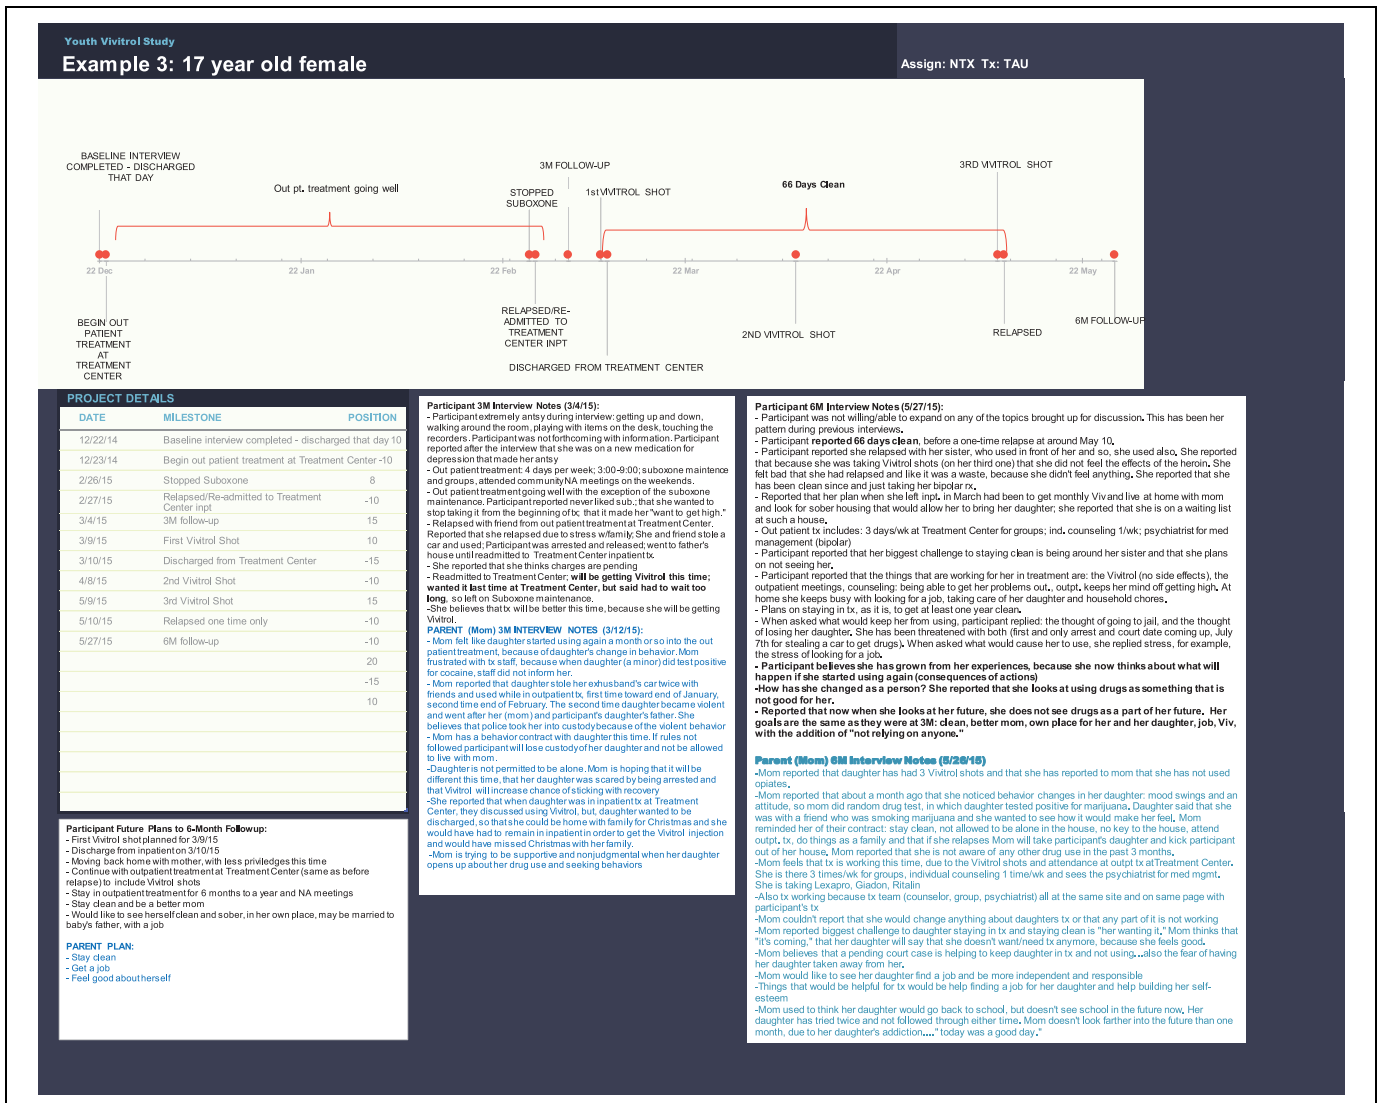 Youth Vivitrol Study
Example 3: 17 year old female
Assign: NTX Tx: TAU
BASELINE INTERVIEW
COMPLETED - DISCHARGED
THAT DAY
Out pt. treatment going well
3M FOLLOW-UP
STOPPED
SUBOXONE
1st VIVITROL SHOT
66 Days Clean
3RD VIVITROL SHOT
22 Dec
22 Jan
22 Feb
22 Mar
22 Apr
22 May
BEGIN OUT
PATIENT
TREATMENT
AT
TREATMENT
CENTER
RELAPSED/RE-
ADMITTED TO
TREATMENT
CENTER INPT
DISCHARGED FROM TREATMENT CENTER
2ND VIVITROL SHOT
RELAPSED
6M FOLLOW-UP
PROJECT DETAILS
DATE MILESTONE POSITION
12/22/14 Baseline interview completed - discharged that day 10
12/23/14 Begin out patient treatment at Treatment Center -10
2/26/15 Stopped Suboxone 8
2/27/15 Relapsed/Re-admitted to Treatment
Center inpt -10
3/4/15 3M follow-up 15
3/9/15 First Vivitrol Shot 10
3/10/15 Discharged from Treatment Center -15
4/8/15 2nd Vivitrol Shot -10
5/9/15 3rd Vivitrol Shot 15
5/10/15 Relapsed one time only -10
5/27/15 6M follow-up -10
20
-15
10
Participant Future Plans to 6-Month Followup:
- First Vivitrol shot planned for 3/9/15
- Discharge from inpatient on 3/10/15
- Moving back home with mother, with less priviledges this time
- Continue with outpatient treatment at Treatment Center (same as before
relapse) to include Vivitrol shots
- Stay in outpatient treatment for 6 months to a year and NA meetings
- Stay clean and be a better mom
- Would like to see herself clean and sober, in her own place, may be married to
baby's father, with a job
PARENT PLAN:
- Stay clean
- Get a job
- Feel good about herself
Participant 3M Interview Notes (3/4/15):
- Participant extremely antsy during interview: getting up and down,
walking around the room, playing with items on the desk, touching the
recorders. Participant was not forthcoming with information. Participant
reported after the interview that she was on a new medication for
depression that made her antsy
- Out patient treatment: 4 days per week; 3:00-9:00; suboxone maintence
and groups, attended community NA meetings on the weekends.
- Out patient treatment going well with the exception of the suboxone
maintenance. Participant reported never liked sub.; that she wanted to
stop taking it from the beginning of tx; that it made her "want to get high."
- Relapsed with friend from out patient treatment at Treatment Center.
Reported that she relapsed due to stress w/family; She and friend stole a
car and used; Participant was arrested and released; went to father's
house until readmitted to Treatment Center inpatient tx.
- She reported that she thinks charges are pending
- Readmitted to Treatment Center; will be getting Vivitrol this time;
wanted it last time at Treatment Center, but said had to wait too
long, so left on Suboxone maintenance.
-She believes that tx will be better this time, because she will be getting
Vivitrol.
PARENT (Mom) 3M INTERVIEW NOTES (3/12/15):
- Mom felt like daughter started using again a month or so into the out
patient treatment, because of daughter's change in behavior. Mom
frustrated with tx staff, because when daughter (a minor) did test positive
for cocaine, staff did not inform her.
- Mom reported that daughter stole her exhusband's car twice with
friends and used while in outpatient tx, first time toward end of January,
second time end of February. The second time daughter became violent
and went after her (mom) and participant's daughter's father. She
believes that police took her into custody because of the violent behavior
- Mom has a behavior contract with daughter this time. If rules not
followed participant will lose custody of her daughter and not be allowed
to live with mom.
-Daughter is not permitted to be alone. Mom is hoping that it will be
different this time, that her daughter was scared by being arrested and
that Vivitrol will increase chance of sticking with recovery
-She reported that when daughter was in inpatient tx at Treatment
Center, they discussed using Vivitrol, but, daughter wanted to be
discharged, so that she could be home with family for Christmas and she
would have had to remain in inpatient in order to get the Vivitrol injection
and would have missed Christmas with her family.
-Mom is trying to be supportive and nonjudgmental when her daughter
opens up about her drug use and seeking behaviors
Participant 6M Interview Notes (5/27/15):
- Participant was not willing/able to expand on any of the topics brought up for discussion. This has been her
pattern during previous interviews.
- Participant reported 66 days clean, before a one-time relapse at around May 10.
- Participant reported she relapsed with her sister, who used in front of her and so, she used also. She reported
that because she was taking Vivitrol shots (on her third one) that she did not feel the effects of the heroin. She
felt bad that she had relapsed and like it was a waste, because she didn't feel anything. She reported that she
has been clean since and just taking her bipolar rx.
- Reported that her plan when she left inpt. in March had been to get monthly Viv and live at home with mom
and look for sober housing that would allow her to bring her daughter; she reported that she is on a waiting list
at such a house.
- Out patient tx includes: 3 days/wk at Treatment Center for groups; ind. counseling 1/wk; psychiatrist for med
management (bipolar)
- Participant reported that her biggest challenge to staying clean is being around her sister and that she plans
on not seeing her.
- Participant reported that the things that are working for her in treatment are: the Vivitrol (no side effects), the
outpatient meetings, counseling: being able to get her problems out., outpt. keeps her mind off getting high. At
home she keeps busy with looking for a job, taking care of her daughter and household chores.
- Plans on staying in tx, as it is, to get at least one year clean.
- When asked what would keep her from using, participant replied: the thought of going to jail, and the thought
of losing her daughter. She has been threatened with both (first and only arrest and court date coming up, July
7th for stealing a car to get drugs). When asked what would cause her to use, she replied stress, for example,
the stress of looking for a job.
- Participant believes she has grown from her experiences, because she now thinks about what will
happen if she started using again (consequences of actions)
-How has she changed as a person? She reported that she looks at using drugs as something that is
not good for her.
- Reported that now when she looks at her future, she does not see drugs as a part of her future. Her
goals are the same as they were at 3M: clean, better mom, own place for her and her daughter, job, Viv,
with the addition of "not relying on anyone."
Parent (Mom) 6M Interview Notes (5/26/15)
-Mom reported that daughter has had 3 Vivitrol shots and that she has reported to mom that she has not used
opiates.
-Mom reported that about a month ago that she noticed behavior changes in her daughter: mood swings and an
attitude, so mom did random drug test, in which daughter tested positive for marijuana. Daughter said that she
was with a friend who was smoking marijuana and she wanted to see how it would make her feel. Mom
reminded her of their contract: stay clean, not allowed to be alone in the house, no key to the house, attend
outpt. tx, do things as a family and that if she relapses Mom will take participant's daughter and kick participant
out of her house. Mom reported that she is not aware of any other drug use in the past 3 months.
-Mom feels that tx is working this time, due to the Vivitrol shots and attendance at outpt tx atTreatment Center.
She is there 3 times/wk for groups, individual counseling 1 time/wk and sees the psychiatrist for med mgmt.
She is taking Lexapro, Giadon, Ritalin
-Also tx working because tx team (counselor, group, psychiatrist) all at the same site and on same page with
participant's tx
-Mom couldn't report that she would change anything about daughters tx or that any part of it is not working
-Mom reported biggest challenge to daughter staying in tx and staying clean is "her wanting it." Mom thinks that
"it's coming," that her daughter will say that she doesn't want/need tx anymore, because she feels good.
-Mom believes that a pending court case is helping to keep daughter in tx and not using...also the fear of having
her daughter taken away from her.
-Mom would like to see her daughter find a job and be more independent and responsible
-Things that would be helpful for tx would be help finding a job for her daughter and help building her self-
esteem
-Mom used to think her daughter would go back to school, but doesn't see school in the future now. Her
daughter has tried twice and not followed through either time. Mom doesn't look farther into the future than one
month, due to her daughter's addiction...." today was a good day."